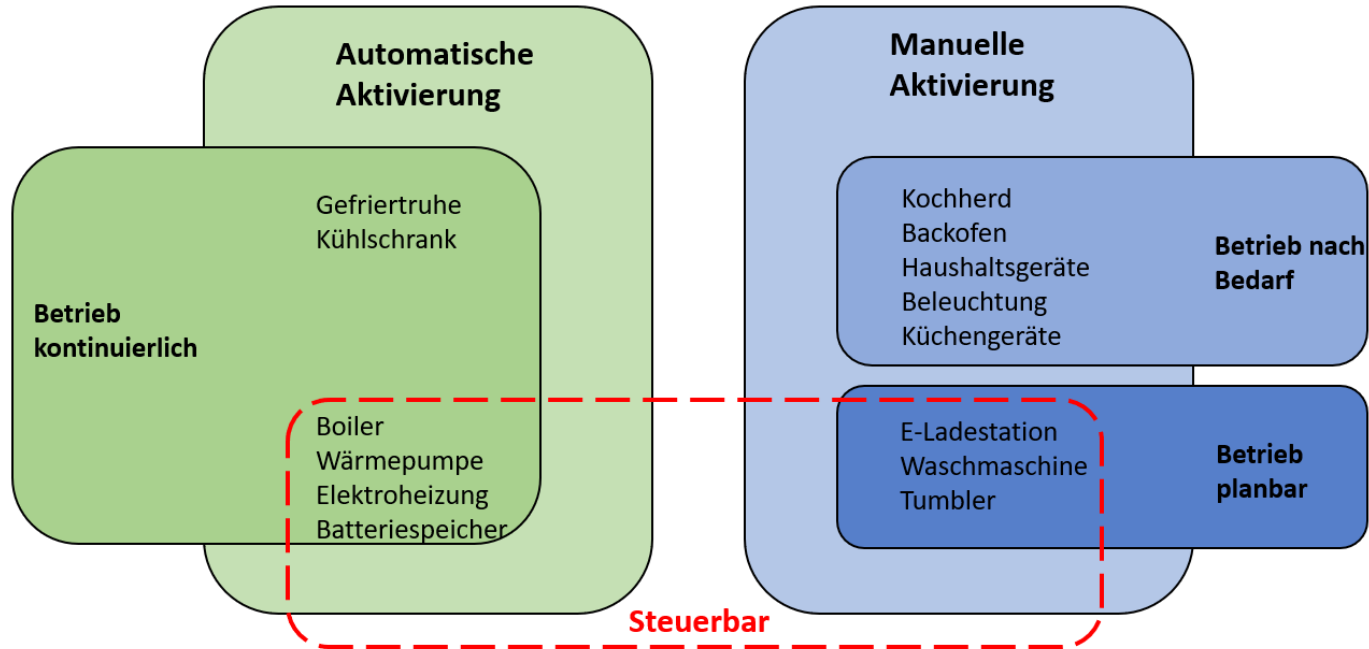 Automatische
Aktivierung
Betrieb
kontinuierlich
Gefriertruhe
Kühlschrank
Boiler
Wärmepumpe
Elektroheizung
Batteriespeicher
Manuelle
Aktivierung
Kochherd
Backofen
Haushaltsgeräte
Beleuchtung
Küchengeräte
Betrieb nach
Bedarf
E-Ladestation
Waschmaschine
Tumbler
Betrieb
planbar
Steuerbar